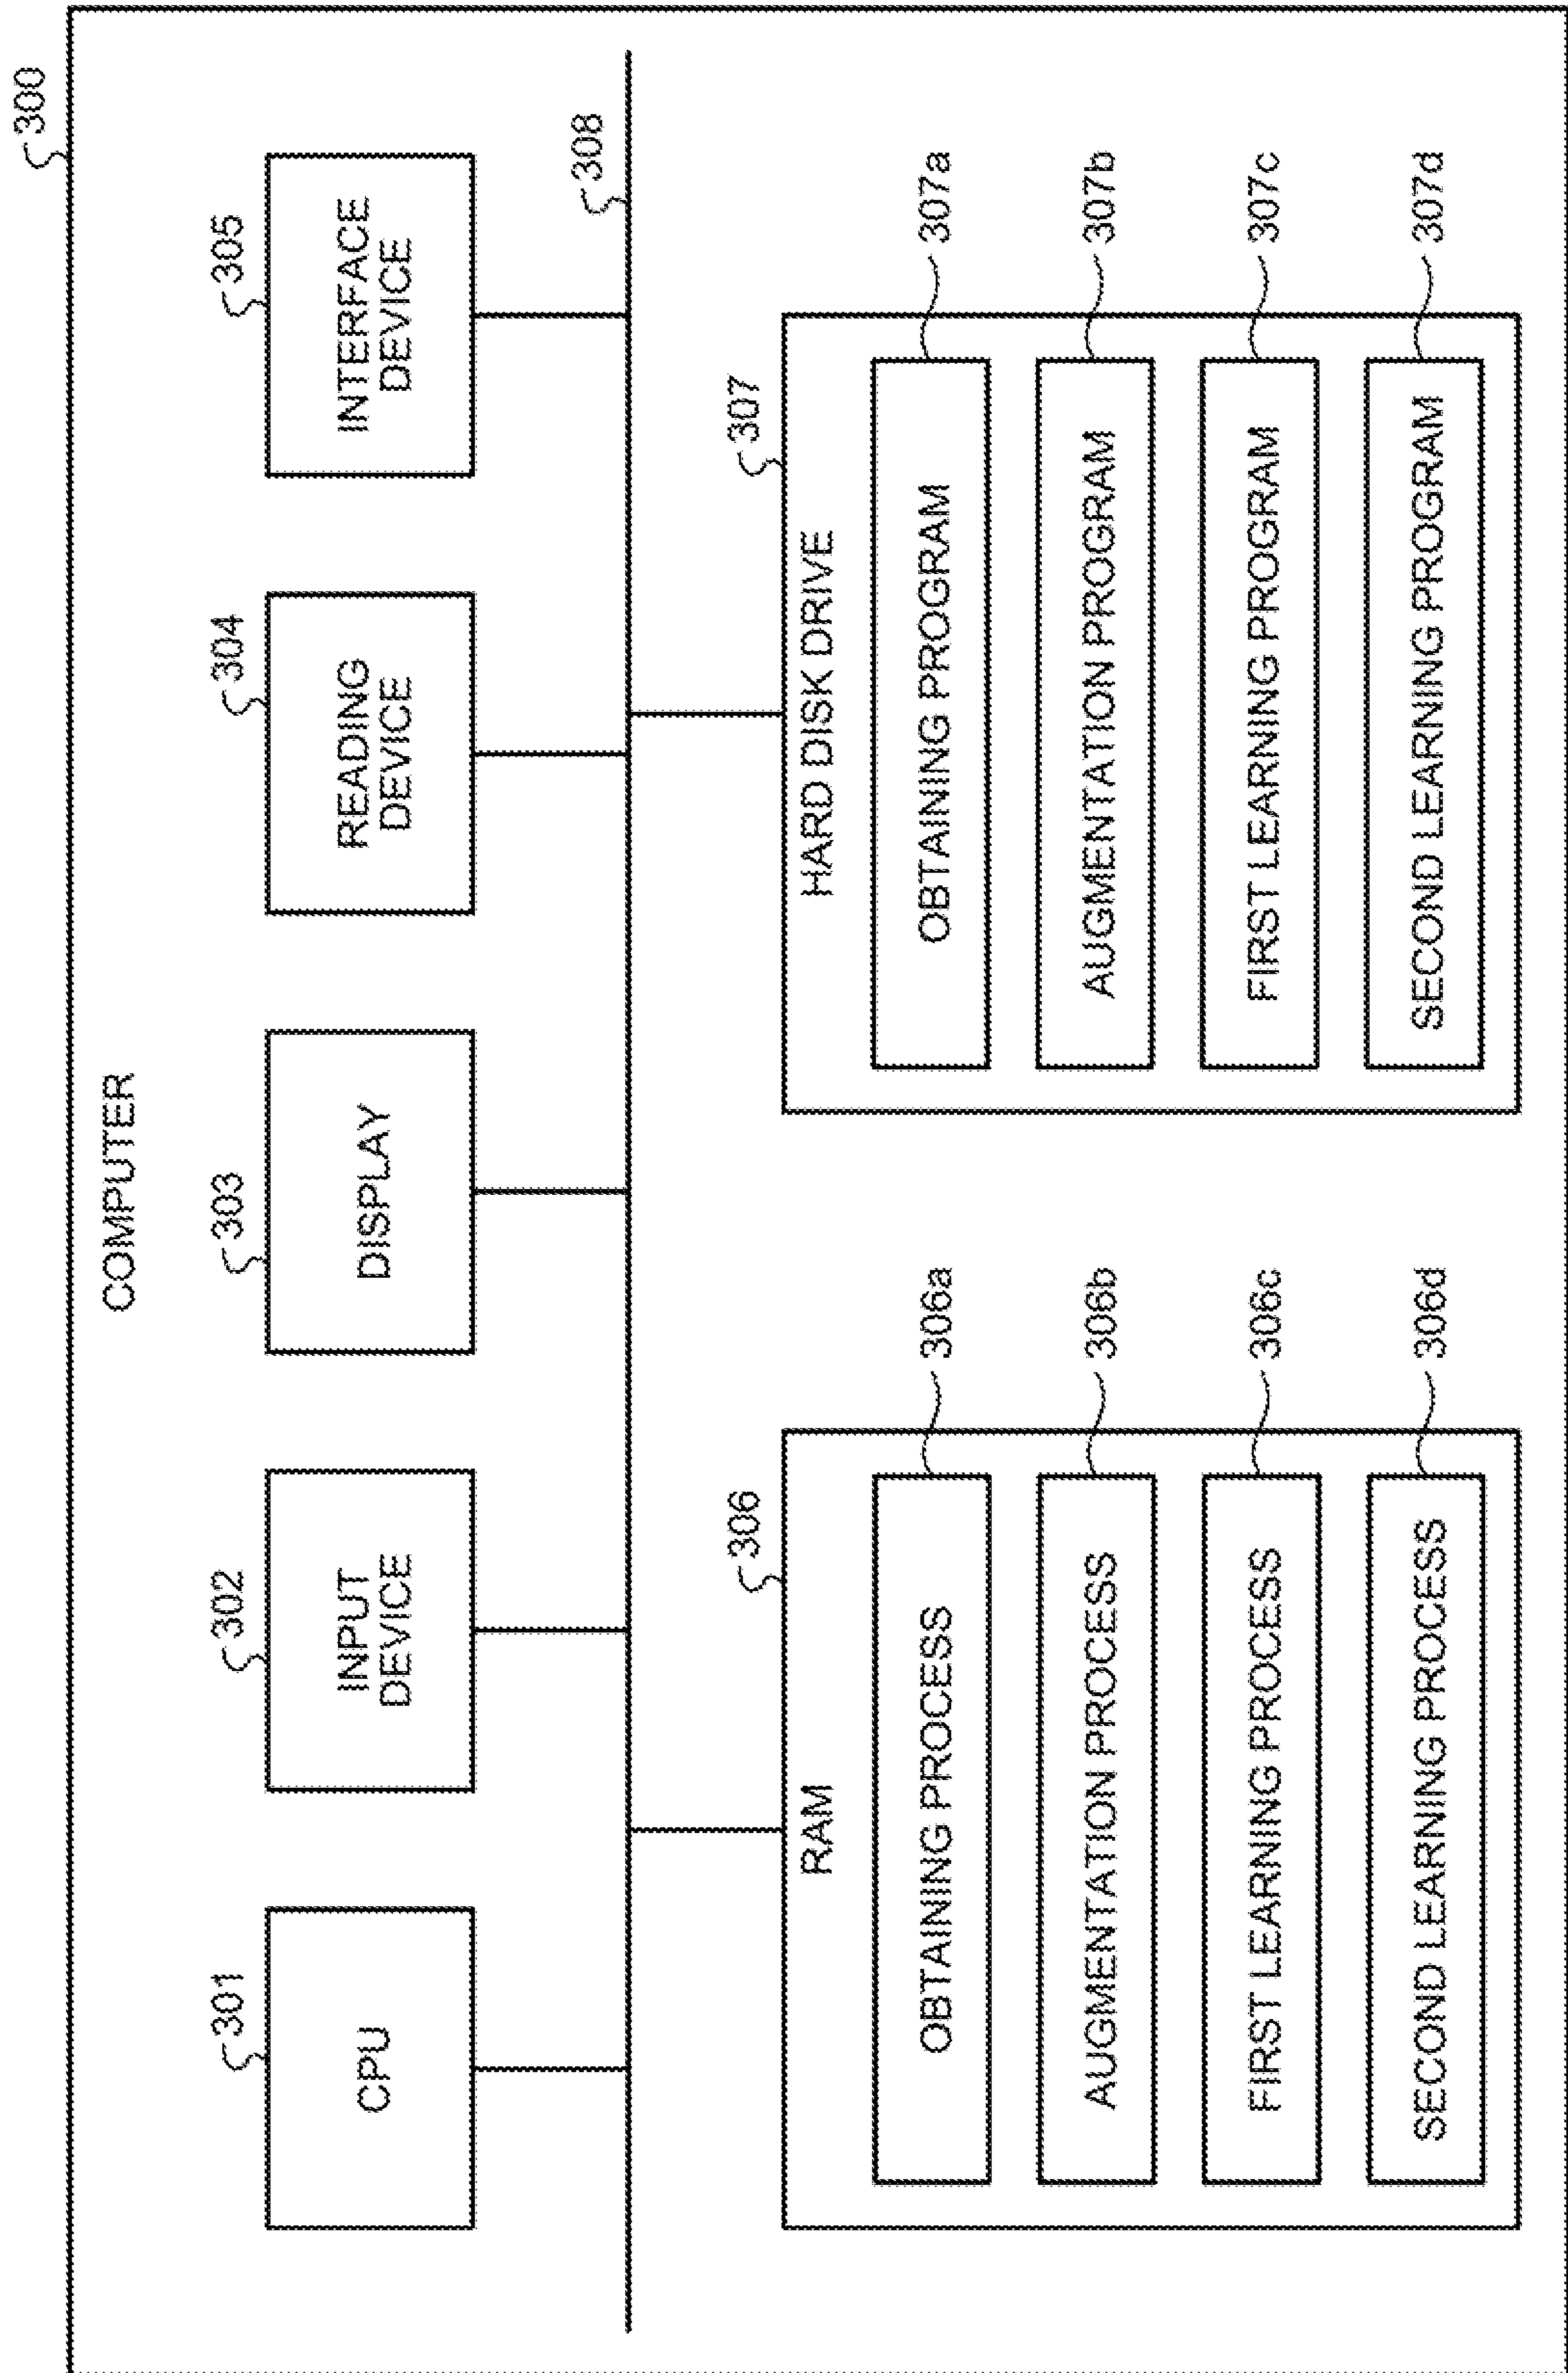 300
COMPUTER
301
302
303
304
305
CPU
INPUT
DEVICE
DISPLAY
READING
DEVICE
INTERFACE
DEVICE
308
306
307
RAM
HARD DISK DRIVE
OBTAINING PROCESS
306a
OBTAINING PROGRAM
307a
AUGMENTATION PROCESS
306b
AUGMENTATION PROGRAM
307b
FIRST LEARNING PROCESS
306c
FIRST LEARNING PROGRAM
307c
SECOND LEARNING PROCESS
306d
SECOND LEARNING PROGRAM
307d